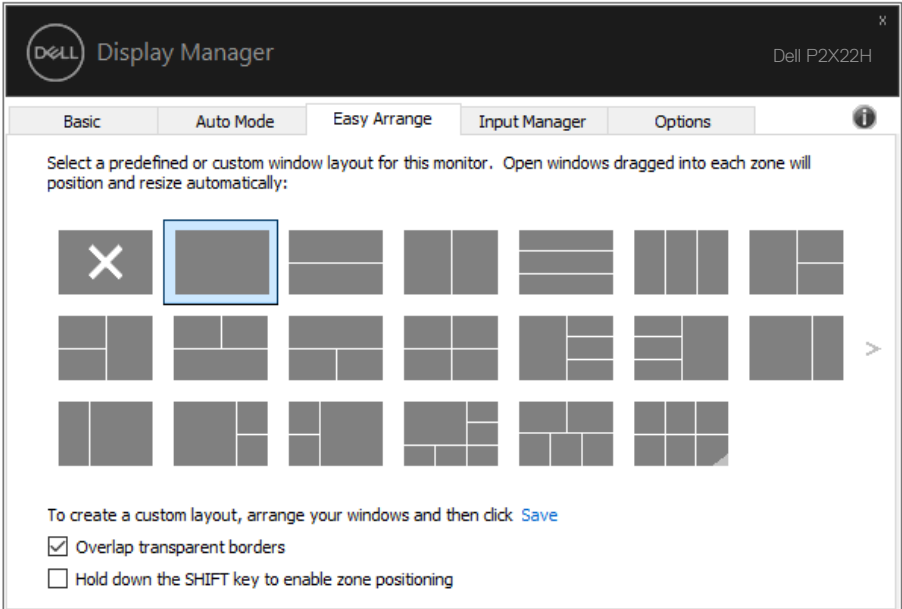 x
DELL Display Manager
Dell P2X22H
Basic Auto Mode Easy Arrange Input Manager Options
Select a predefined or custom window layout for this monitor. Open windows dragged into each zone will
position and resize automatically:
>
To create a custom layout, arrange your windows and then click Save
Overlap transparent borders
Hold down the SHIFT key to enable zone positioning